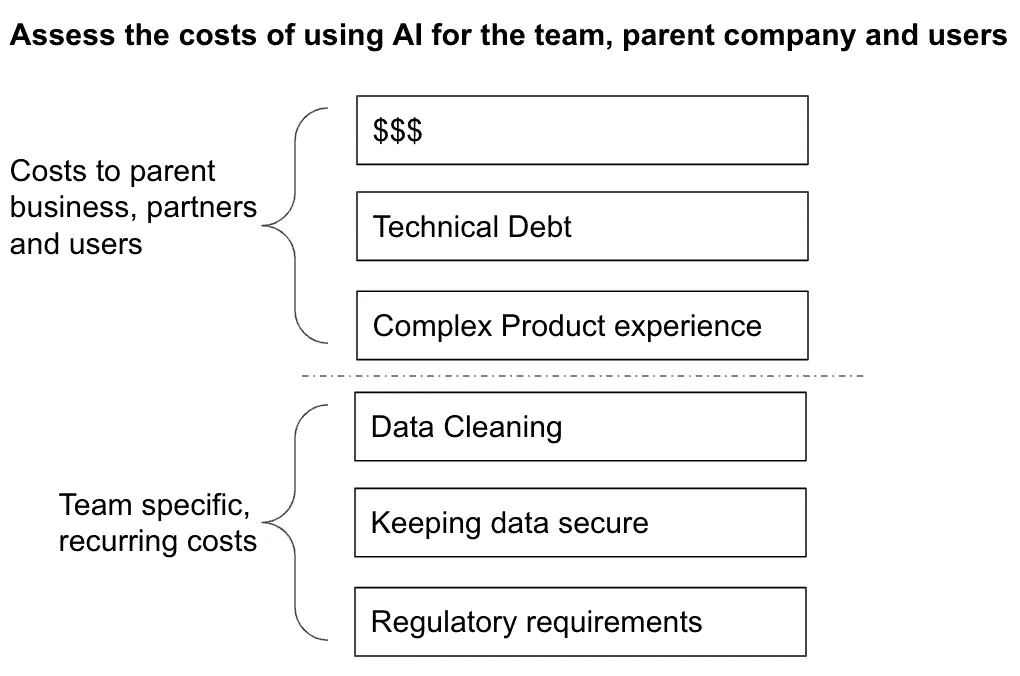 Assess the costs of using AI for the team, parent company and users
Costs to parent
business, partners
and users
$$$
Technical Debt
Complex Product experience
Team specific,
recurring costs
Data Cleaning
Keeping data secure
Regulatory requirements